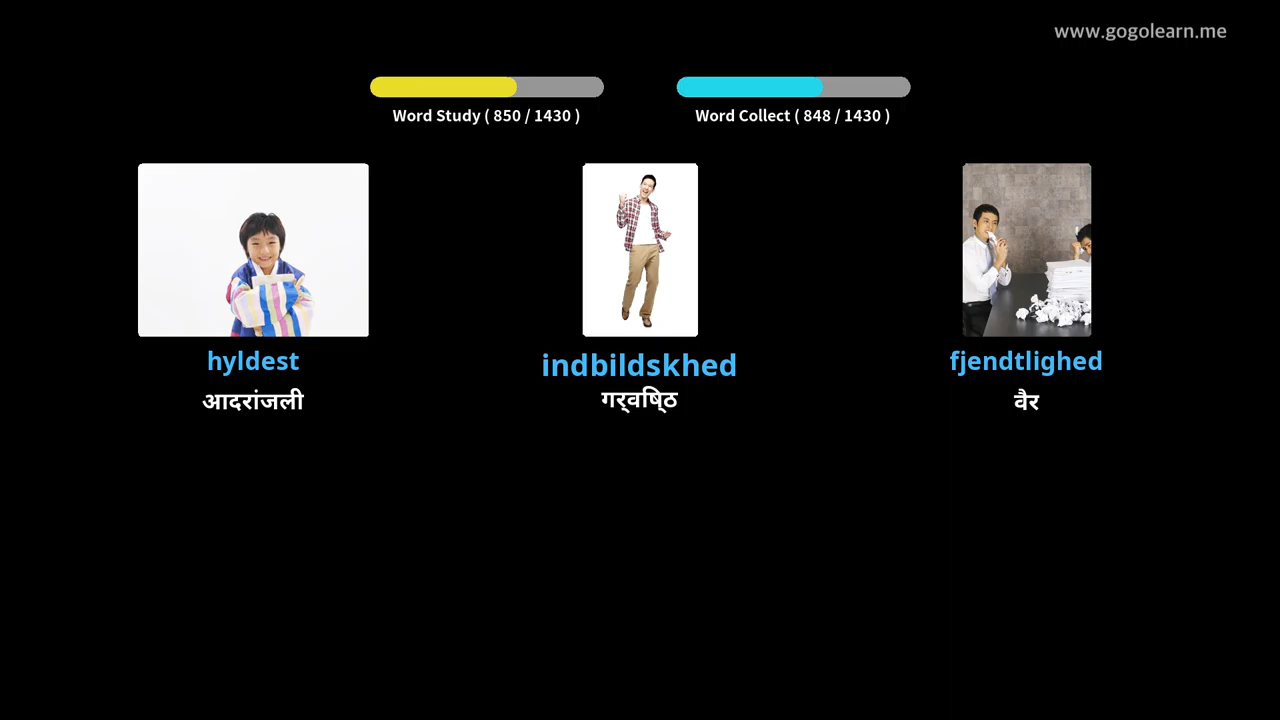 www.gogolearn.me
Word Study ( 850 / 1430 )
Word Collect ( 848 / 1430 )
hyldest
indbildskhed
fjendtlighed
आदरांजली
गर्विष्ठ
वैर